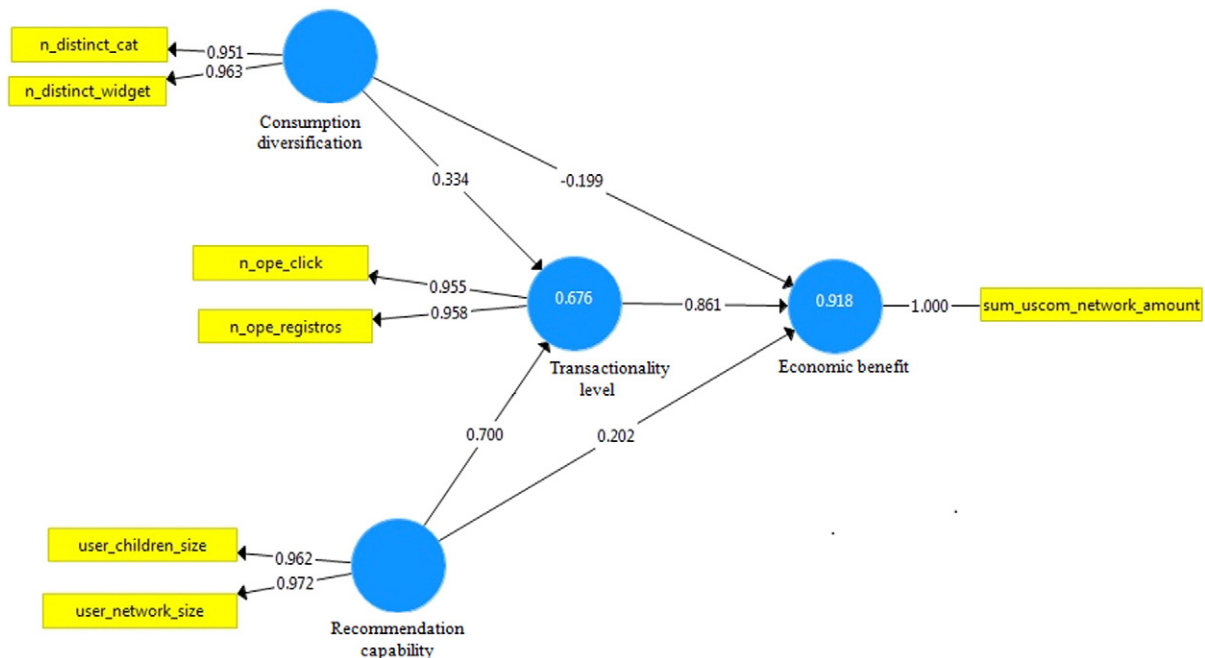 n_distinct_cat
0.951
0.963
n_distinct_widget
Consumption
diversification
0.334
-0.199
n_ope_click
0.955
0.958
n_ope_registros
0.676
0.861
0.918
1.000
sum_uscom_network_amount
Transactionality
level
Economic benefit
0.700
0.202
user_children_size
0.962
0.972
user_network_size
Recommendation
capability